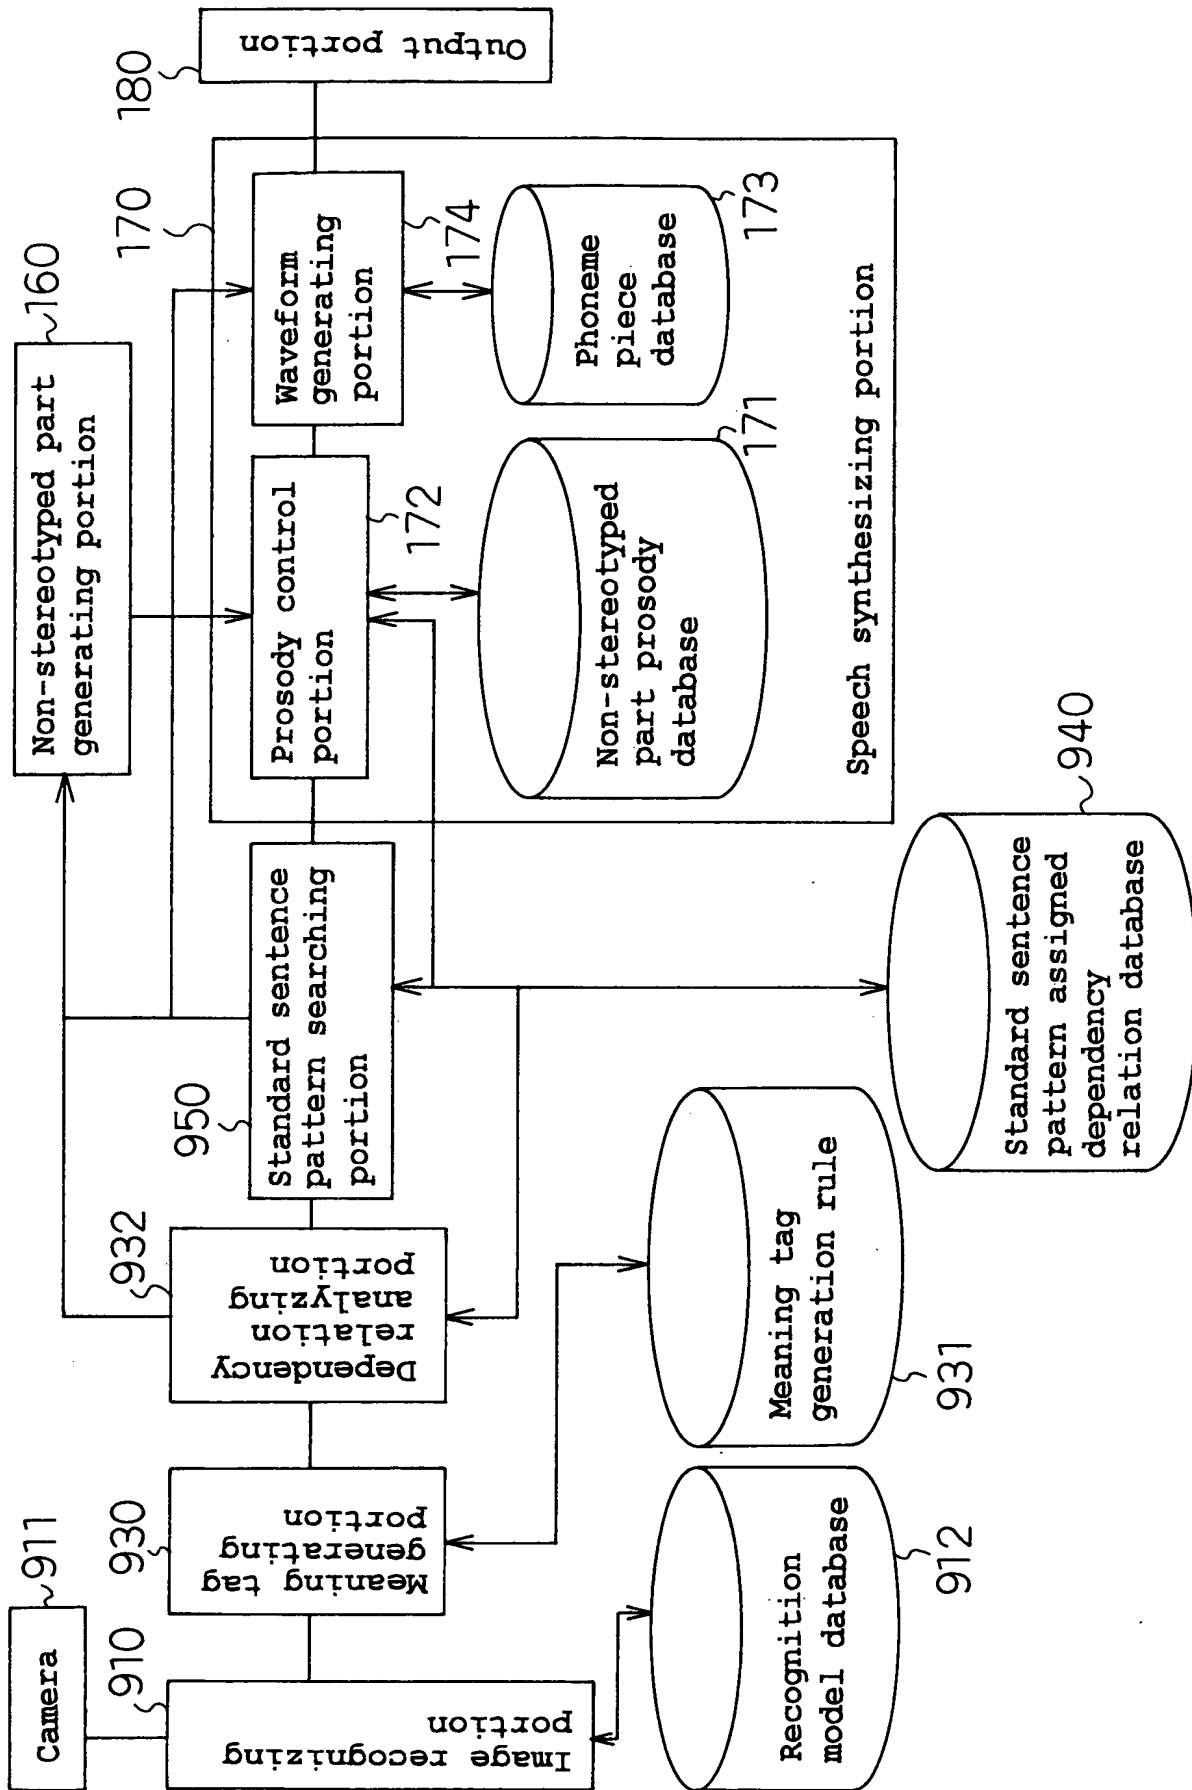 Camera
911
910
Image recognizing
portion
Recognition
model database
912
930
Meaning tag
generating
portion
Meaning tag
generation rule
931
932
Dependency
relation
analyzing
portion
950
Standard sentence
pattern searching
portion
Standard sentence
pattern assigned
dependency
relation database
940
Non-stereotyped part
generating portion
160
170
Prosody control
portion
172
Non-stereotyped
part prosody
database
171
Waveform
generating
portion
174
Phoneme
piece
database
173
Speech synthesizing portion
180
Output portion